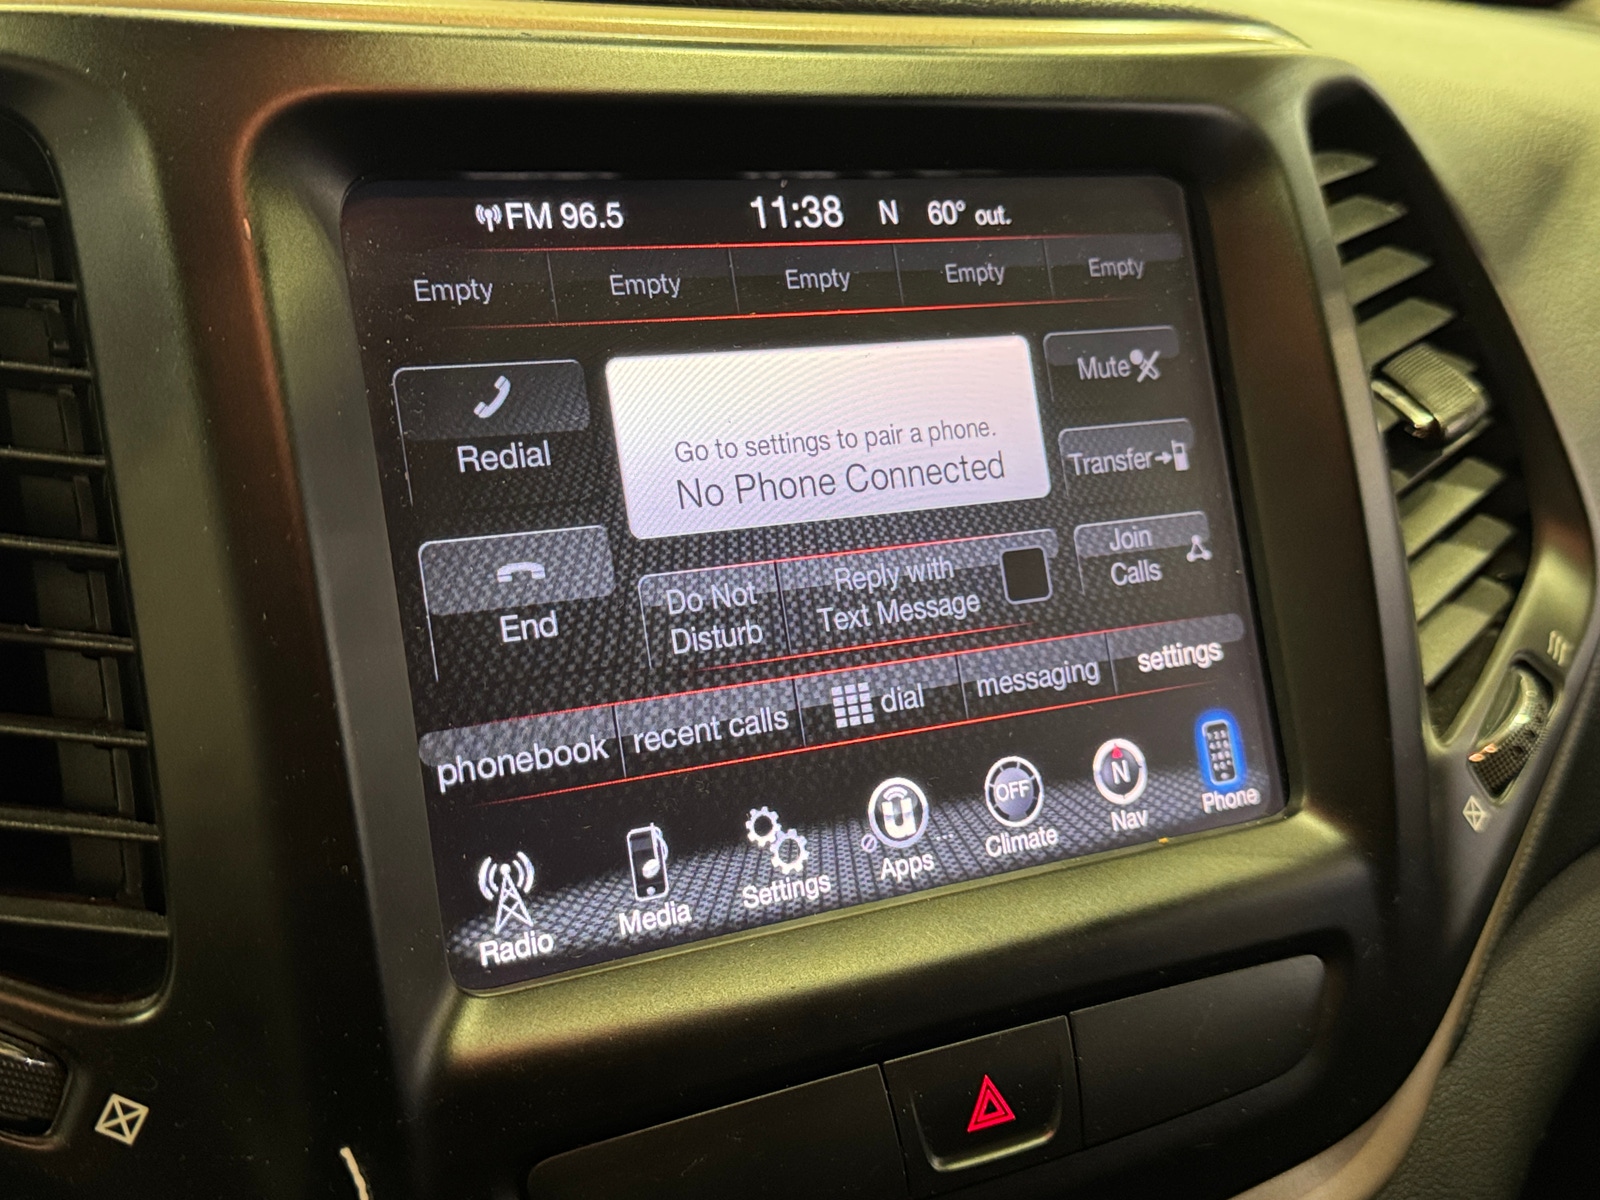 FM 96.5 11:38 N 60° out.
Empty Empty Empty Empty Empty
Redial
Go to settings to pair a phone.
No Phone Connected
Mute
Transfer
End
Do Not
Disturb
Reply with
Text Message
Join
Calls
phonebook recent calls dial messaging settings
Radio Media Settings Apps OFF Climate N Nav Phone